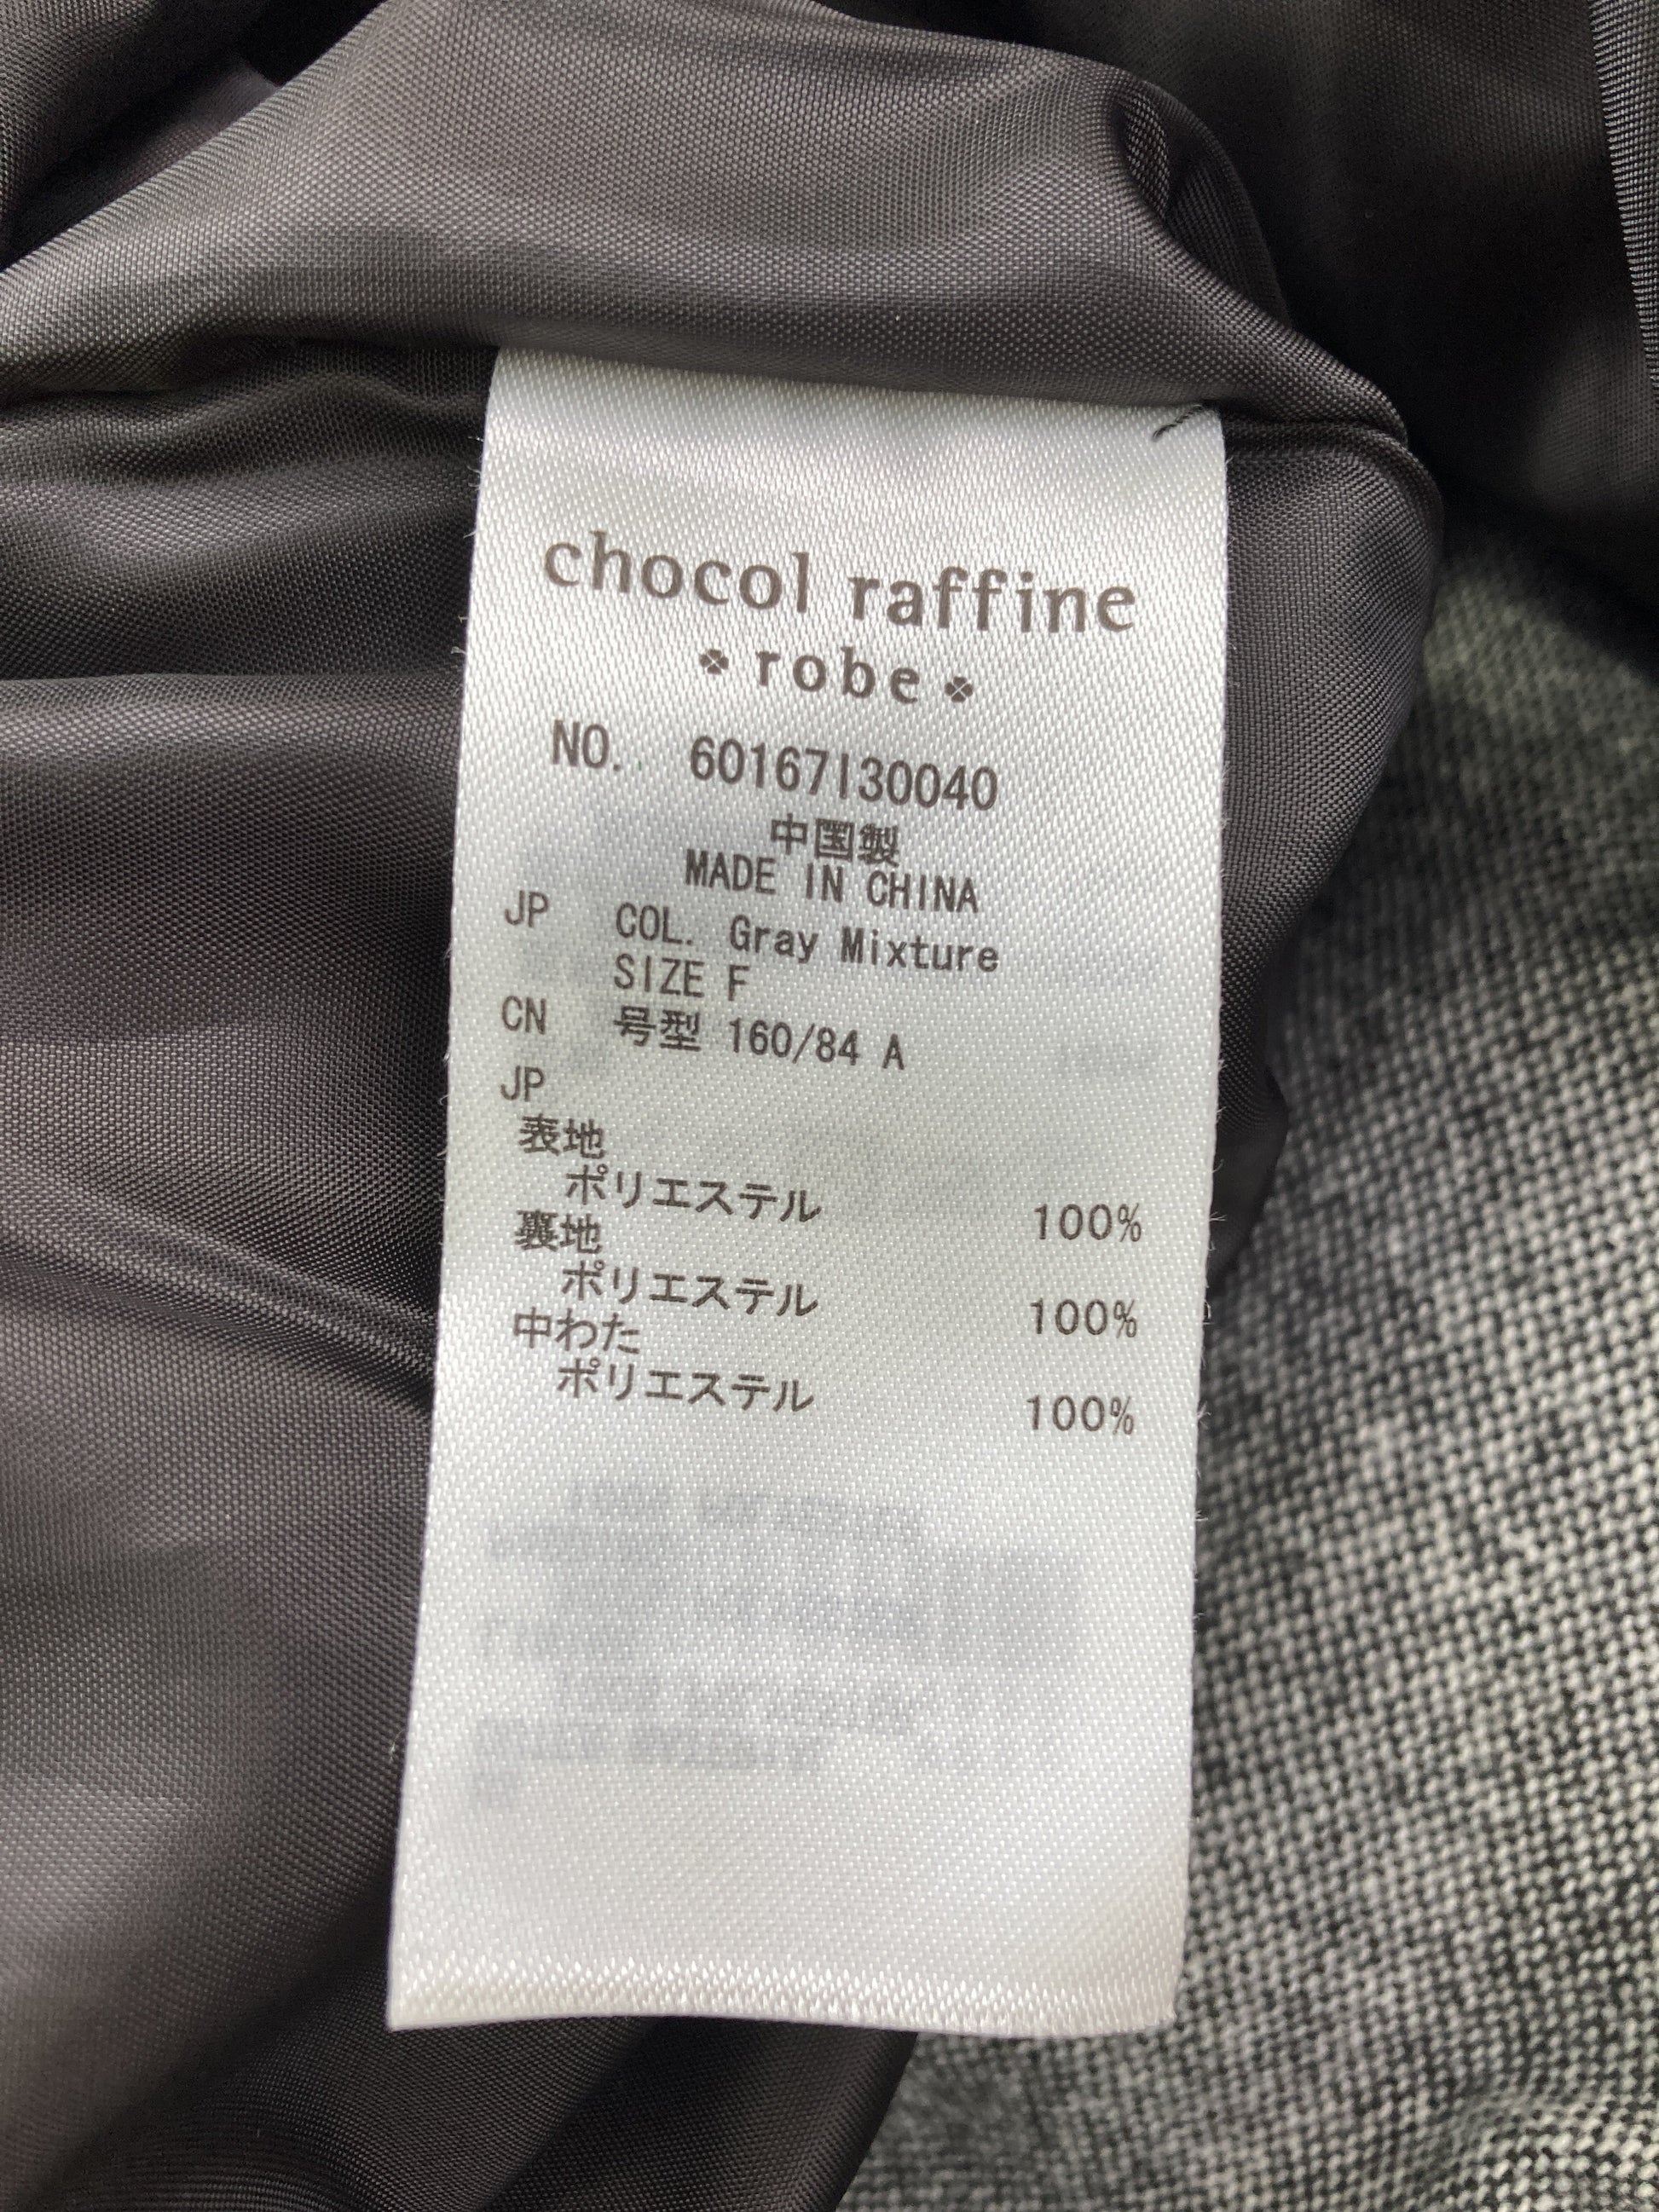 chocol raffine
robe
NO. 60167I30040
中国製
MADE IN CHINA
JP COL. Gray Mixture
SIZE F
CN 号型 160/84 A
JP
表地
ポリエステル 100%
裏地
ポリエステル 100%
中わた
ポリエステル 100%